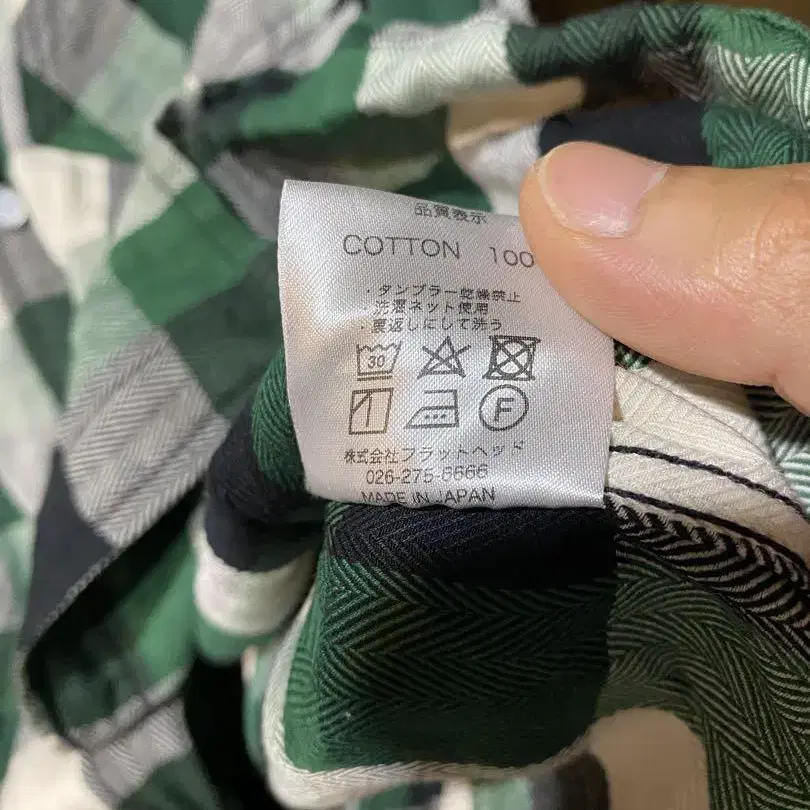 品質表示
COTTON 100
・タンブラー乾燥禁止
・洗濯ネット使用
・裏返しにして洗う
30
F
株式会社フラットヘッド
026-275-6666
MADE IN JAPAN